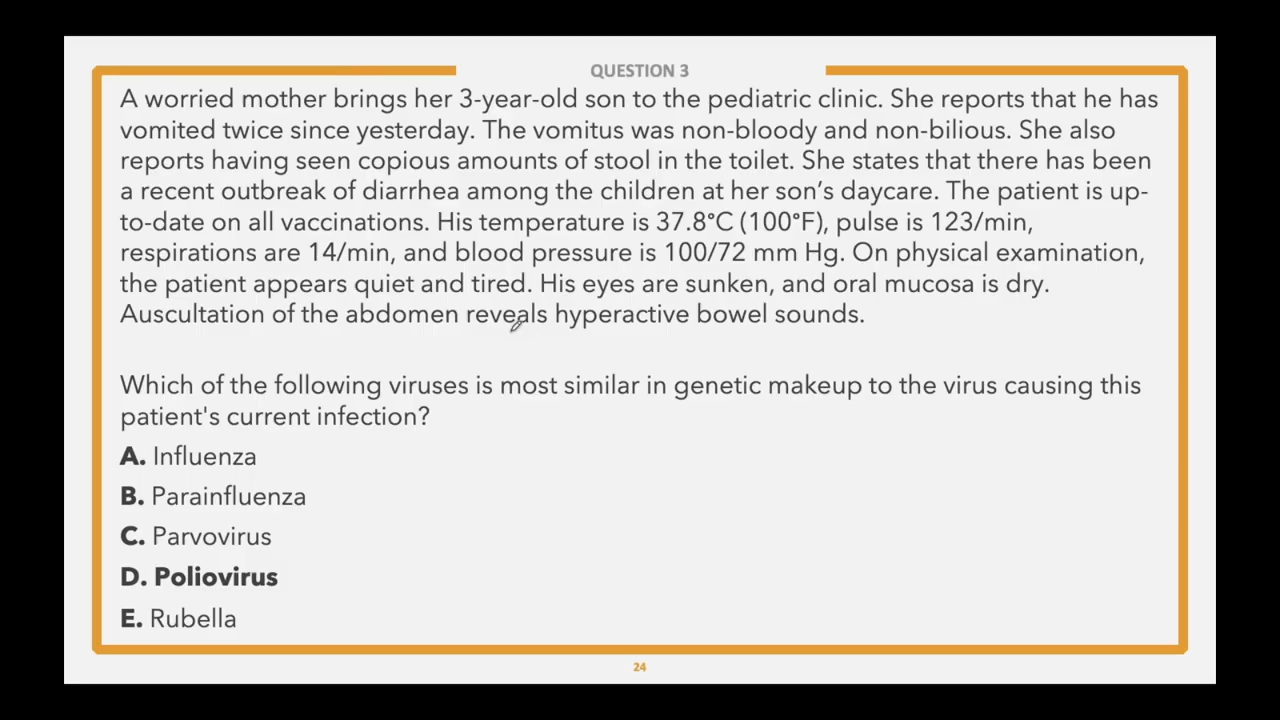 QUESTION 3
A worried mother brings her 3-year-old son to the pediatric clinic. She reports that he has
vomited twice since yesterday. The vomitus was non-bloody and non-bilious. She also
reports having seen copious amounts of stool in the toilet. She states that there has been
a recent outbreak of diarrhea among the children at her son’s daycare. The patient is up-
to-date on all vaccinations. His temperature is 37.8°C (100°F), pulse is 123/min,
respirations are 14/min, and blood pressure is 100/72 mm Hg. On physical examination,
the patient appears quiet and tired. His eyes are sunken, and oral mucosa is dry.
Auscultation of the abdomen reveals hyperactive bowel sounds.
Which of the following viruses is most similar in genetic makeup to the virus causing this
patient's current infection?
A. Influenza
B. Parainfluenza
C. Parvovirus
D. Poliovirus
E. Rubella
24